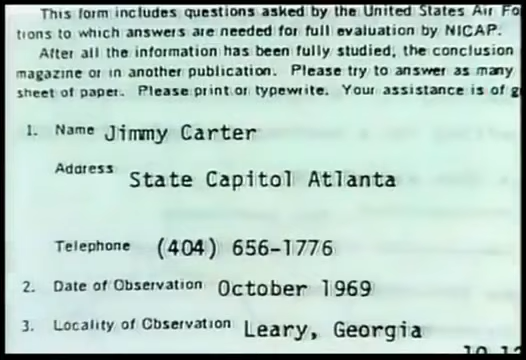 This form includes questions asked by the United States Air Fo
tions to which answers are needed for full evaluation by NICAP.
After all the information has been fully studied, the conclusion
magazine or in another publication. Please try to answer as many
sheet of paper. Please print or typewrite. Your assistance is of g
1. Name Jimmy Carter
Address
State Capitol Atlanta
Telephone (404) 656-1776
2. Date of Observation October 1969
3. Locality of Observation Leary, Georgia